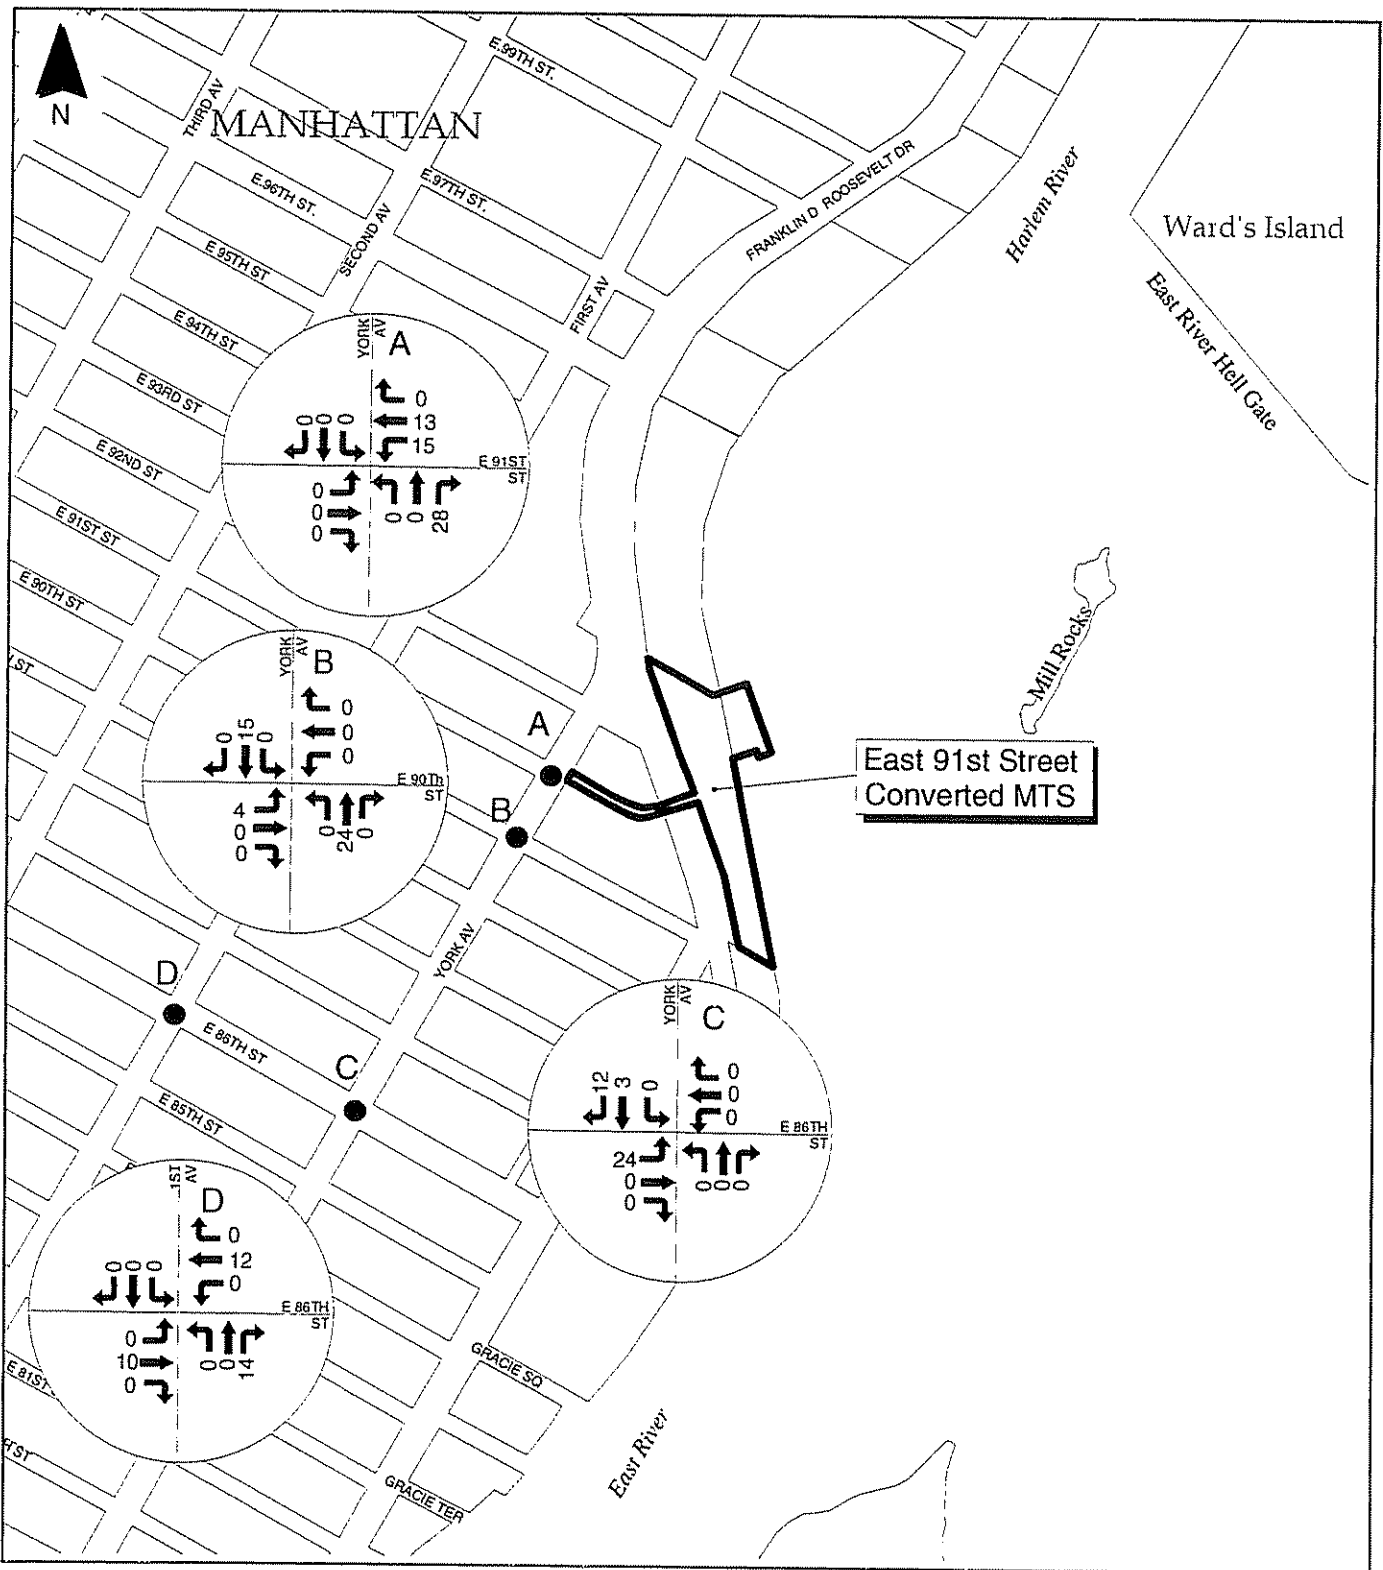 N
MANHATTAN
THIRD AV
E.99TH ST.
E.96TH ST.
E.97TH ST.
SECOND AV
E 95TH ST
E 94TH ST
E 93RD ST
E 92ND ST
E 91ST ST
E 90TH ST
FIRST AV
FRANKLIN D ROOSEVELT DR
Harlem River
Ward's Island
East River Hell Gate
Mill Rocks
YORK
AV
A
0
13
15
0 0 0
E 91ST
ST
0
0
0
0 0 28
YORK
AV
B
0
0
0
0 15 0
E 90Th
ST
4
0
0
0 24 0
A
B
East 91st Street
Converted MTS
YORK AV
D
E 86TH ST
C
E 85TH ST
YORK
AV
C
0
0
0
12 3 0
E 86TH
ST
24
0
0
0 0 0
1ST
AV
D
0
12
0
0 0 0
E 86TH
ST
0
10
0
0 0 14
E 81ST
GRACIE SQ
GRACIE TER
East River